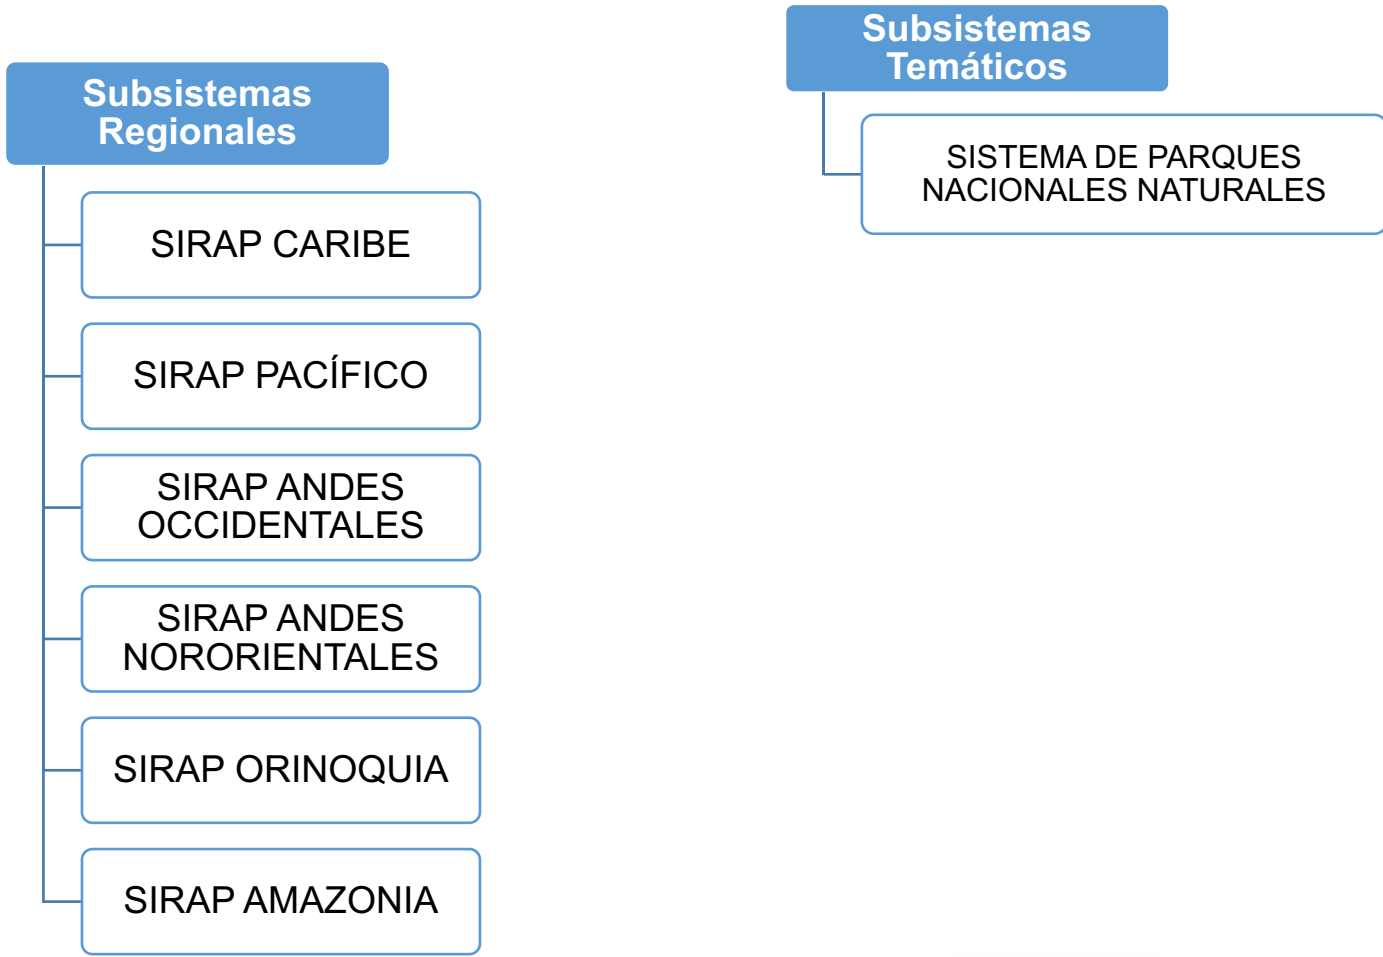 Subsistemas
Regionales
SIRAP CARIBE
SIRAP PACÍFICO
SIRAP ANDES
OCCIDENTALES
SIRAP ANDES
NORORIENTALES
SIRAP ORINOQUIA
SIRAP AMAZONIA
Subsistemas
Temáticos
SISTEMA DE PARQUES
NACIONALES NATURALES